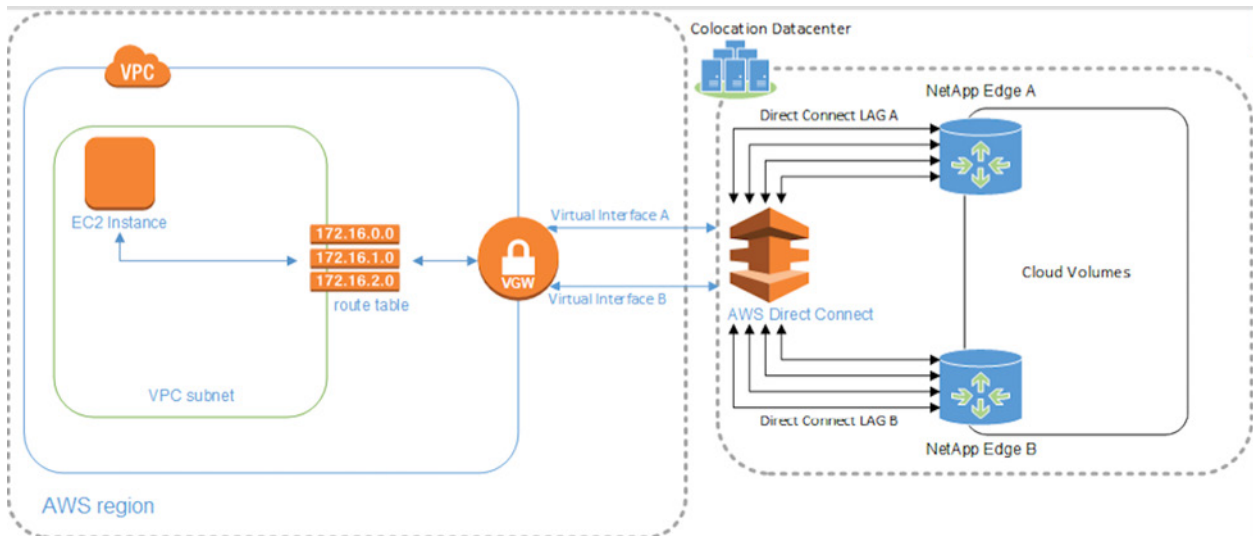 Colocation Datacenter
VPC
NetApp Edge A
Direct Connect LAG A
EC2 Instance
Virtual Interface A
172.16.0.0
172.16.1.0
172.16.2.0
route table
VGW
Virtual Interface B
Cloud Volumes
AWS Direct Connect
VPC subnet
Direct Connect LAG B
NetApp Edge B
AWS region